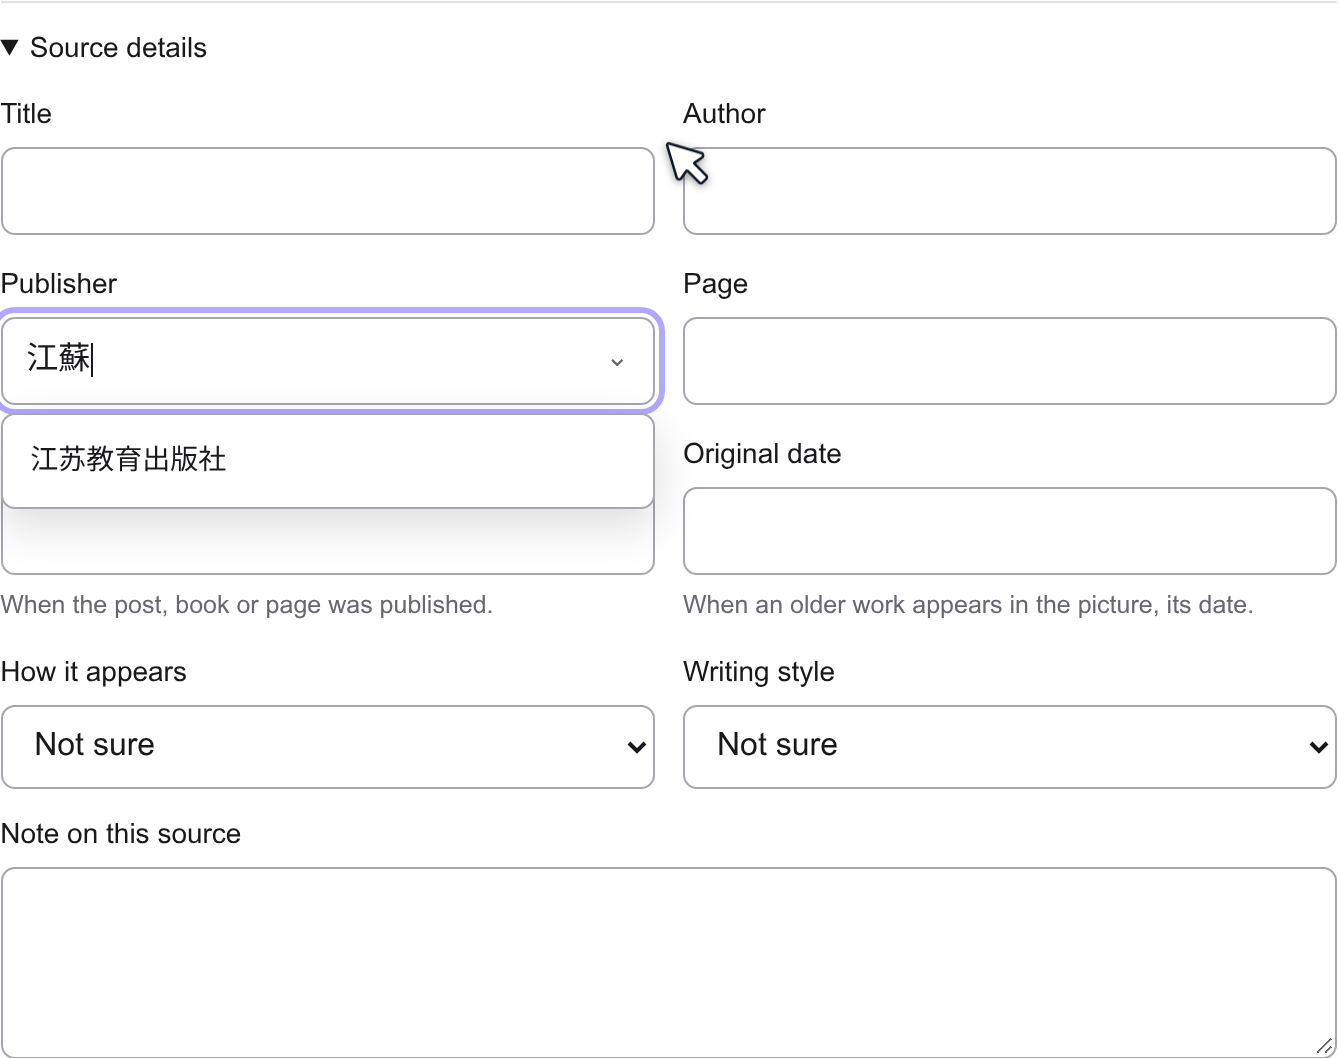 Source details
Title
Author
Publisher
Page
江蘇
江苏教育出版社
Original date
When the post, book or page was published.
When an older work appears in the picture, its date.
How it appears
Writing style
Not sure
Not sure
Note on this source